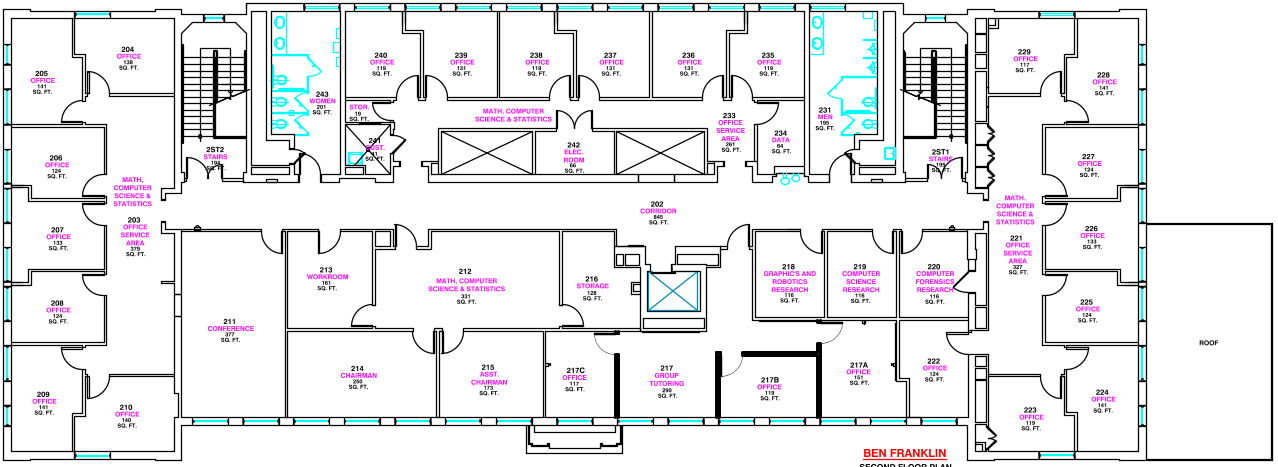 204
OFFICE
138
SQ. FT.
205
OFFICE
141
SQ. FT.
206
OFFICE
124
SQ. FT.
MATH,
COMPUTER
SCIENCE &
STATISTICS
203
OFFICE
SERVICE
AREA
379
SQ. FT.
207
OFFICE
133
SQ. FT.
208
OFFICE
124
SQ. FT.
209
OFFICE
141
SQ. FT.
210
OFFICE
140
SQ. FT.
2ST2
STAIRS
194
SQ. FT.
243
WOMEN
201
SQ. FT.
STOR.
19
SQ. FT.
241
SQ. FT.
240
OFFICE
119
SQ. FT.
239
OFFICE
131
SQ. FT.
238
OFFICE
119
SQ. FT.
237
OFFICE
131
SQ. FT.
236
OFFICE
131
SQ. FT.
235
OFFICE
119
SQ. FT.
MATH, COMPUTER
SCIENCE & STATISTICS
242
ELEC.
ROOM
66
SQ. FT.
233
OFFICE
SERVICE
AREA
261
SQ. FT.
234
DATA
64
SQ. FT.
231
MEN
195
SQ. FT.
2ST1
STAIRS
195
SQ. FT.
202
CORRIDOR
845
SQ. FT.
211
CONFERENCE
377
SQ. FT.
213
WORKROOM
161
SQ. FT.
212
MATH, COMPUTER
SCIENCE & STATISTICS
331
SQ. FT.
216
STORAGE
128
SQ. FT.
214
CHAIRMAN
250
SQ. FT.
215
ASST.
CHAIRMAN
173
SQ. FT.
217C
OFFICE
117
SQ. FT.
217
GROUP
TUTORING
290
SQ. FT.
217B
OFFICE
119
SQ. FT.
217A
OFFICE
151
SQ. FT.
218
GRAPHICS AND
ROBOTICS
RESEARCH
116
SQ. FT.
219
COMPUTER
SCIENCE
RESEARCH
116
SQ. FT.
220
COMPUTER
FORENSICS
RESEARCH
116
SQ. FT.
222
OFFICE
124
SQ. FT.
229
OFFICE
117
SQ. FT.
228
OFFICE
141
SQ. FT.
227
OFFICE
124
SQ. FT.
MATH.
COMPUTER
SCIENCE &
STATISTICS
221
OFFICE
SERVICE
AREA
327
SQ. FT.
226
OFFICE
133
SQ. FT.
225
OFFICE
124
SQ. FT.
224
OFFICE
141
SQ. FT.
223
OFFICE
119
SQ. FT.
ROOF
BEN FRANKLIN
SECOND FLOOR PLAN